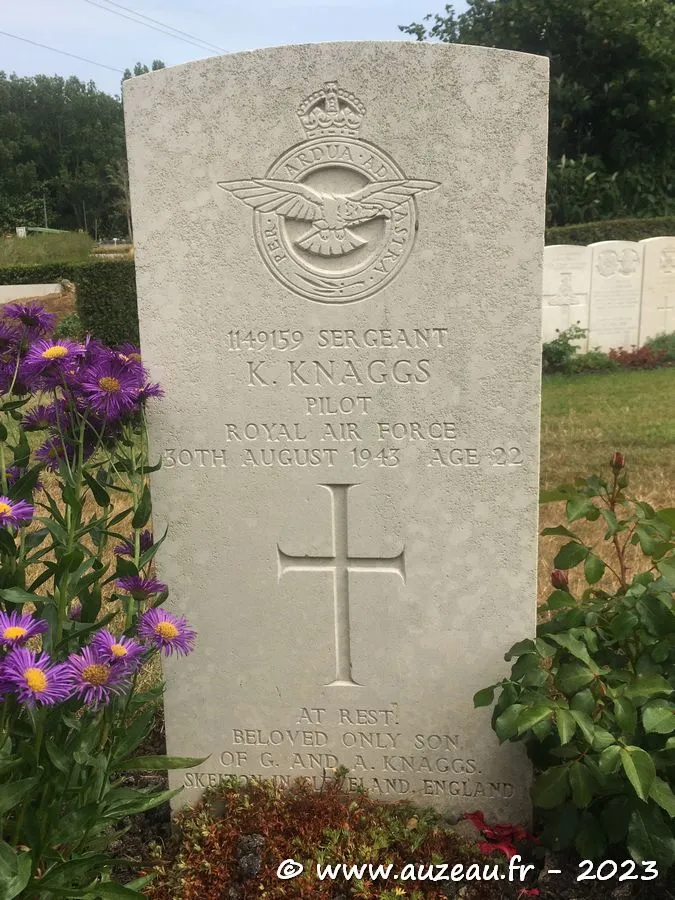 PER ARDUA AD ASTRA
1149159 SERGEANT
K. KNAGGS
PILOT
ROYAL AIR FORCE
30TH AUGUST 1943 AGE 22
AT REST.
BELOVED ONLY SON
OF G. AND A. KNAGGS.
SKELTON-IN-CLEVELAND. ENGLAND
© www.auzeau.fr - 2023